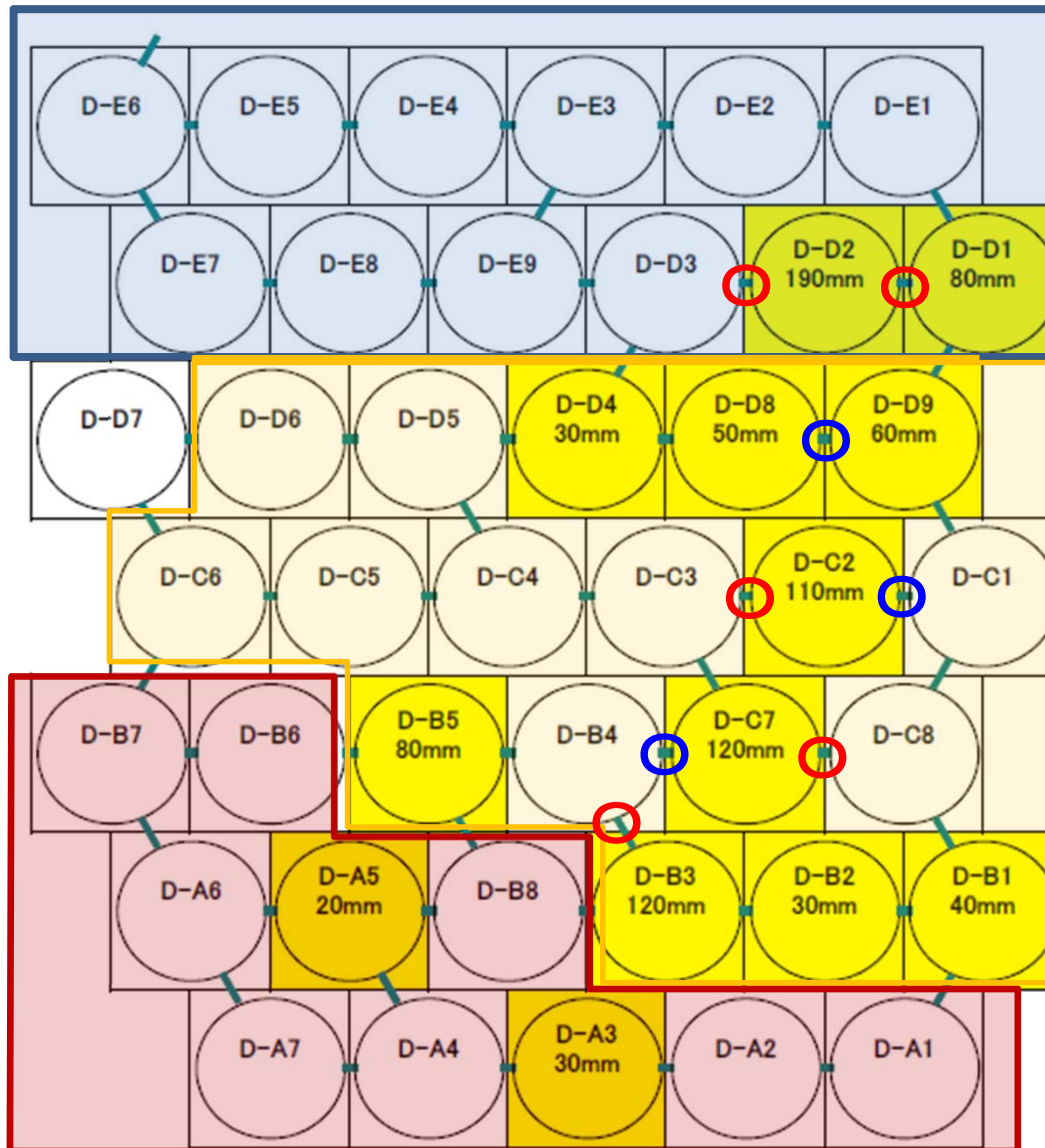 D-E6 D-E5 D-E4 D-E3 D-E2 D-E1
D-E7 D-E8 D-E9 D-D3 D-D2 D-D1
190mm 80mm
D-D7 D-D6 D-D5 D-D4 D-D8 D-D9
30mm 50mm 60mm
D-C6 D-C5 D-C4 D-C3 D-C2 D-C1
110mm
D-B7 D-B6 D-B5 D-B4 D-C7 D-C8
80mm 120mm
D-A6 D-A5 D-B8 D-B3 D-B2 D-B1
20mm 120mm 30mm 40mm
D-A7 D-A4 D-A3 D-A2 D-A1
30mm